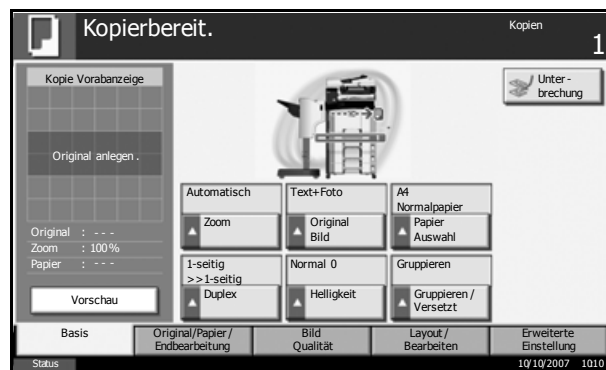 Kopierbereit.
Kopien
1
Kopie Vorabanzeige
Original anlegen.
Original : - - -
Zoom : 100%
Papier : - - -
Vorschau
Unter-
brechung
Automatisch
Zoom
Text+Foto
Original
Bild
A4
Normalpapier
Papier
Auswahl
1-seitig
>>1-seitig
Duplex
Normal 0
Helligkeit
Gruppieren
Gruppieren /
Versetzt
Basis
Original/Papier/
Endbearbeitung
Bild
Qualität
Layout/
Bearbeiten
Erweiterte
Einstellung
Status
10/10/2007 10:10